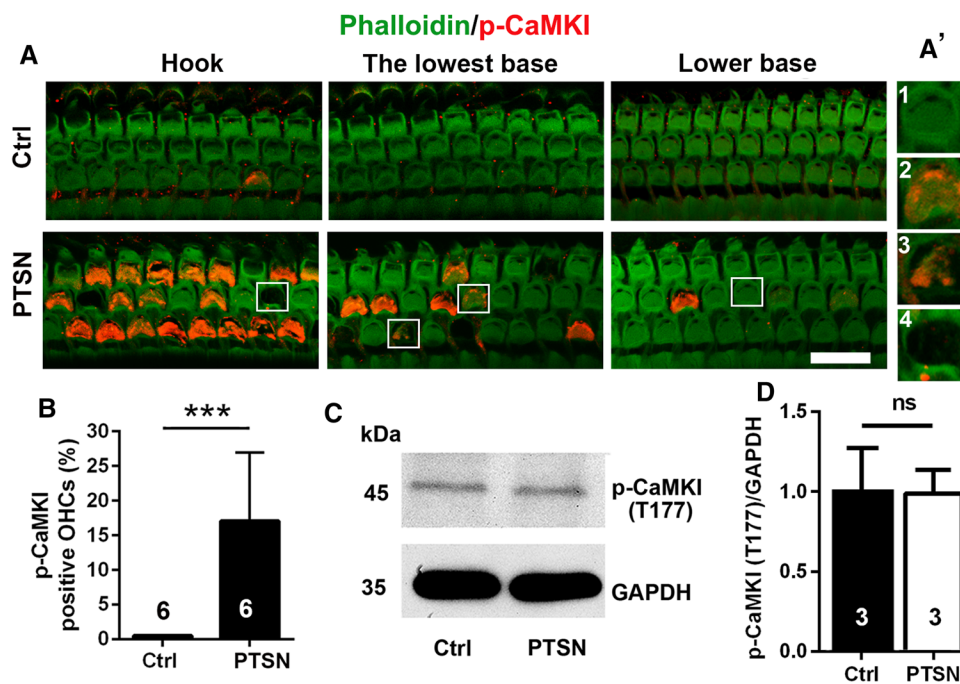 Phalloidin/p-CaMKI
A
Hook
The lowest base
Lower base
A'
Ctrl
PTSN
1
2
3
4
B
***
p-CaMKI
positive OHCs (%)
30
25
20
15
10
5
0
6
6
Ctrl
PTSN
C
kDa
45
p-CaMKI
(T177)
35
GAPDH
Ctrl
PTSN
D
ns
p-CaMKI (T177)/GAPDH
1.5
1.0
0.5
0.0
3
3
Ctrl
PTSN